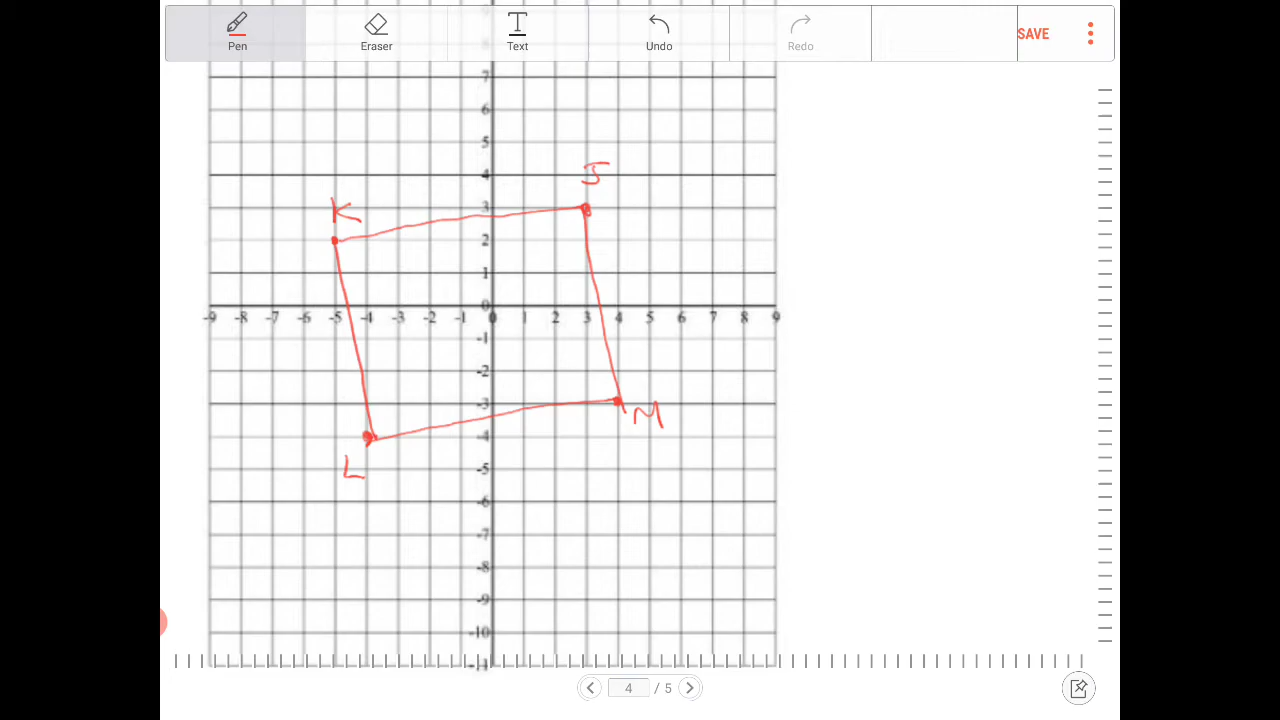 Pen Eraser Text Undo Redo SAVE
7
6
5
4
J
3
K
2
1
0
-9 -8 -7 -6 -5 -4 -3 -2 -1 0 1 2 3 4 5 6 7 8 9
-1
-2
-3
M
-4
L
-5
-6
-7
-8
-9
-10
-11
4 / 5